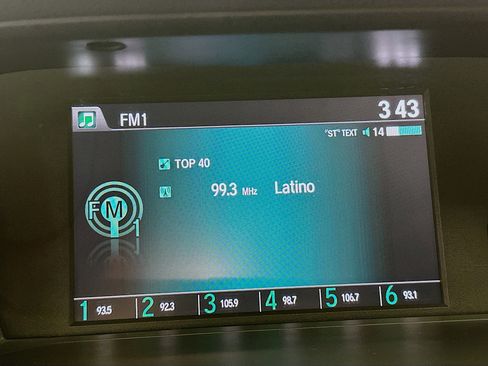 FM1
3 43
"ST" TEXT 14
TOP 40
99.3 MHz Latino
FM 1
1 93.5 2 92.3 3 105.9 4 98.7 5 106.7 6 93.1